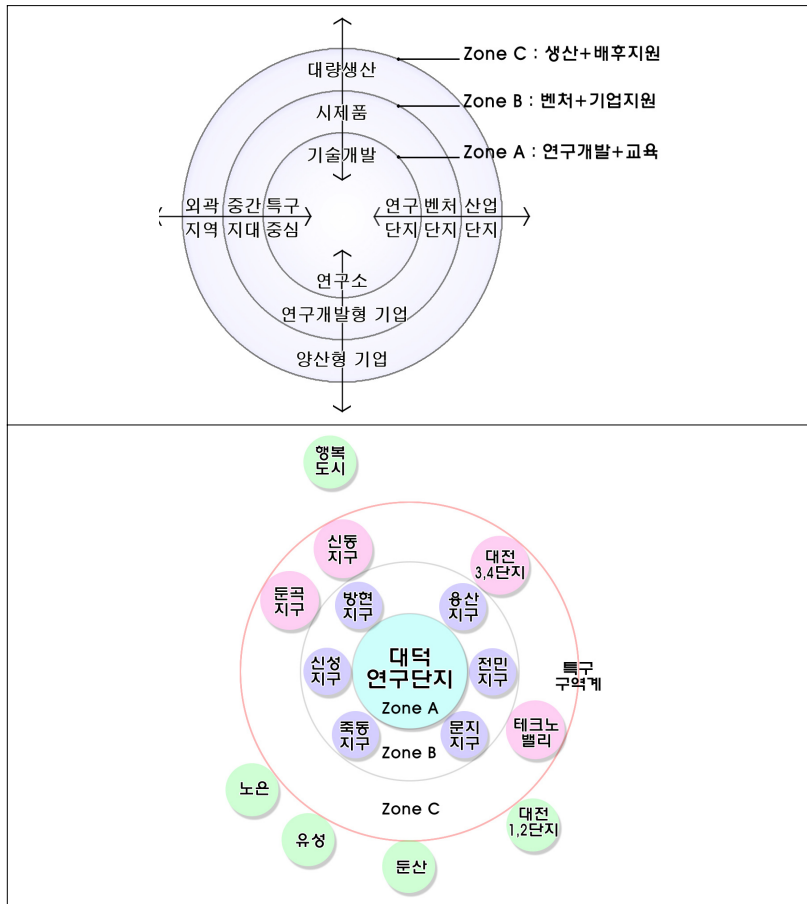 대량생산
Zone C : 생산+배후지원
시제품
Zone B : 벤처+기업지원
기술개발
Zone A : 연구개발+교육
외곽 중간 특구
지역 지대 중심
연구 벤처 산업
단지 단지 단지
연구소
연구개발형 기업
양산형 기업
행복
도시
신동
지구
대전
3,4단지
둔곡
지구
방현
지구
용산
지구
대덕
연구단지
Zone A
신성
지구
전민
지구
특구
구역계
죽동
지구
문지
지구
테크노
밸리
Zone B
노은
Zone C
대전
1,2단지
유성
둔산